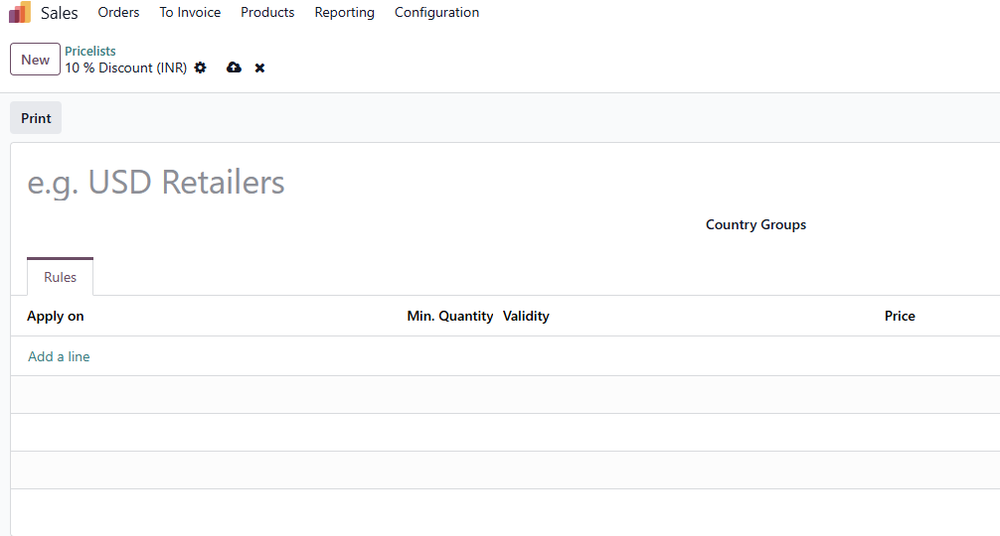 Sales Orders To Invoice Products Reporting Configuration
New
Pricelists
10 % Discount (INR)
Print
e.g. USD Retailers
Country Groups
Rules
Apply on Min. Quantity Validity Price
Add a line